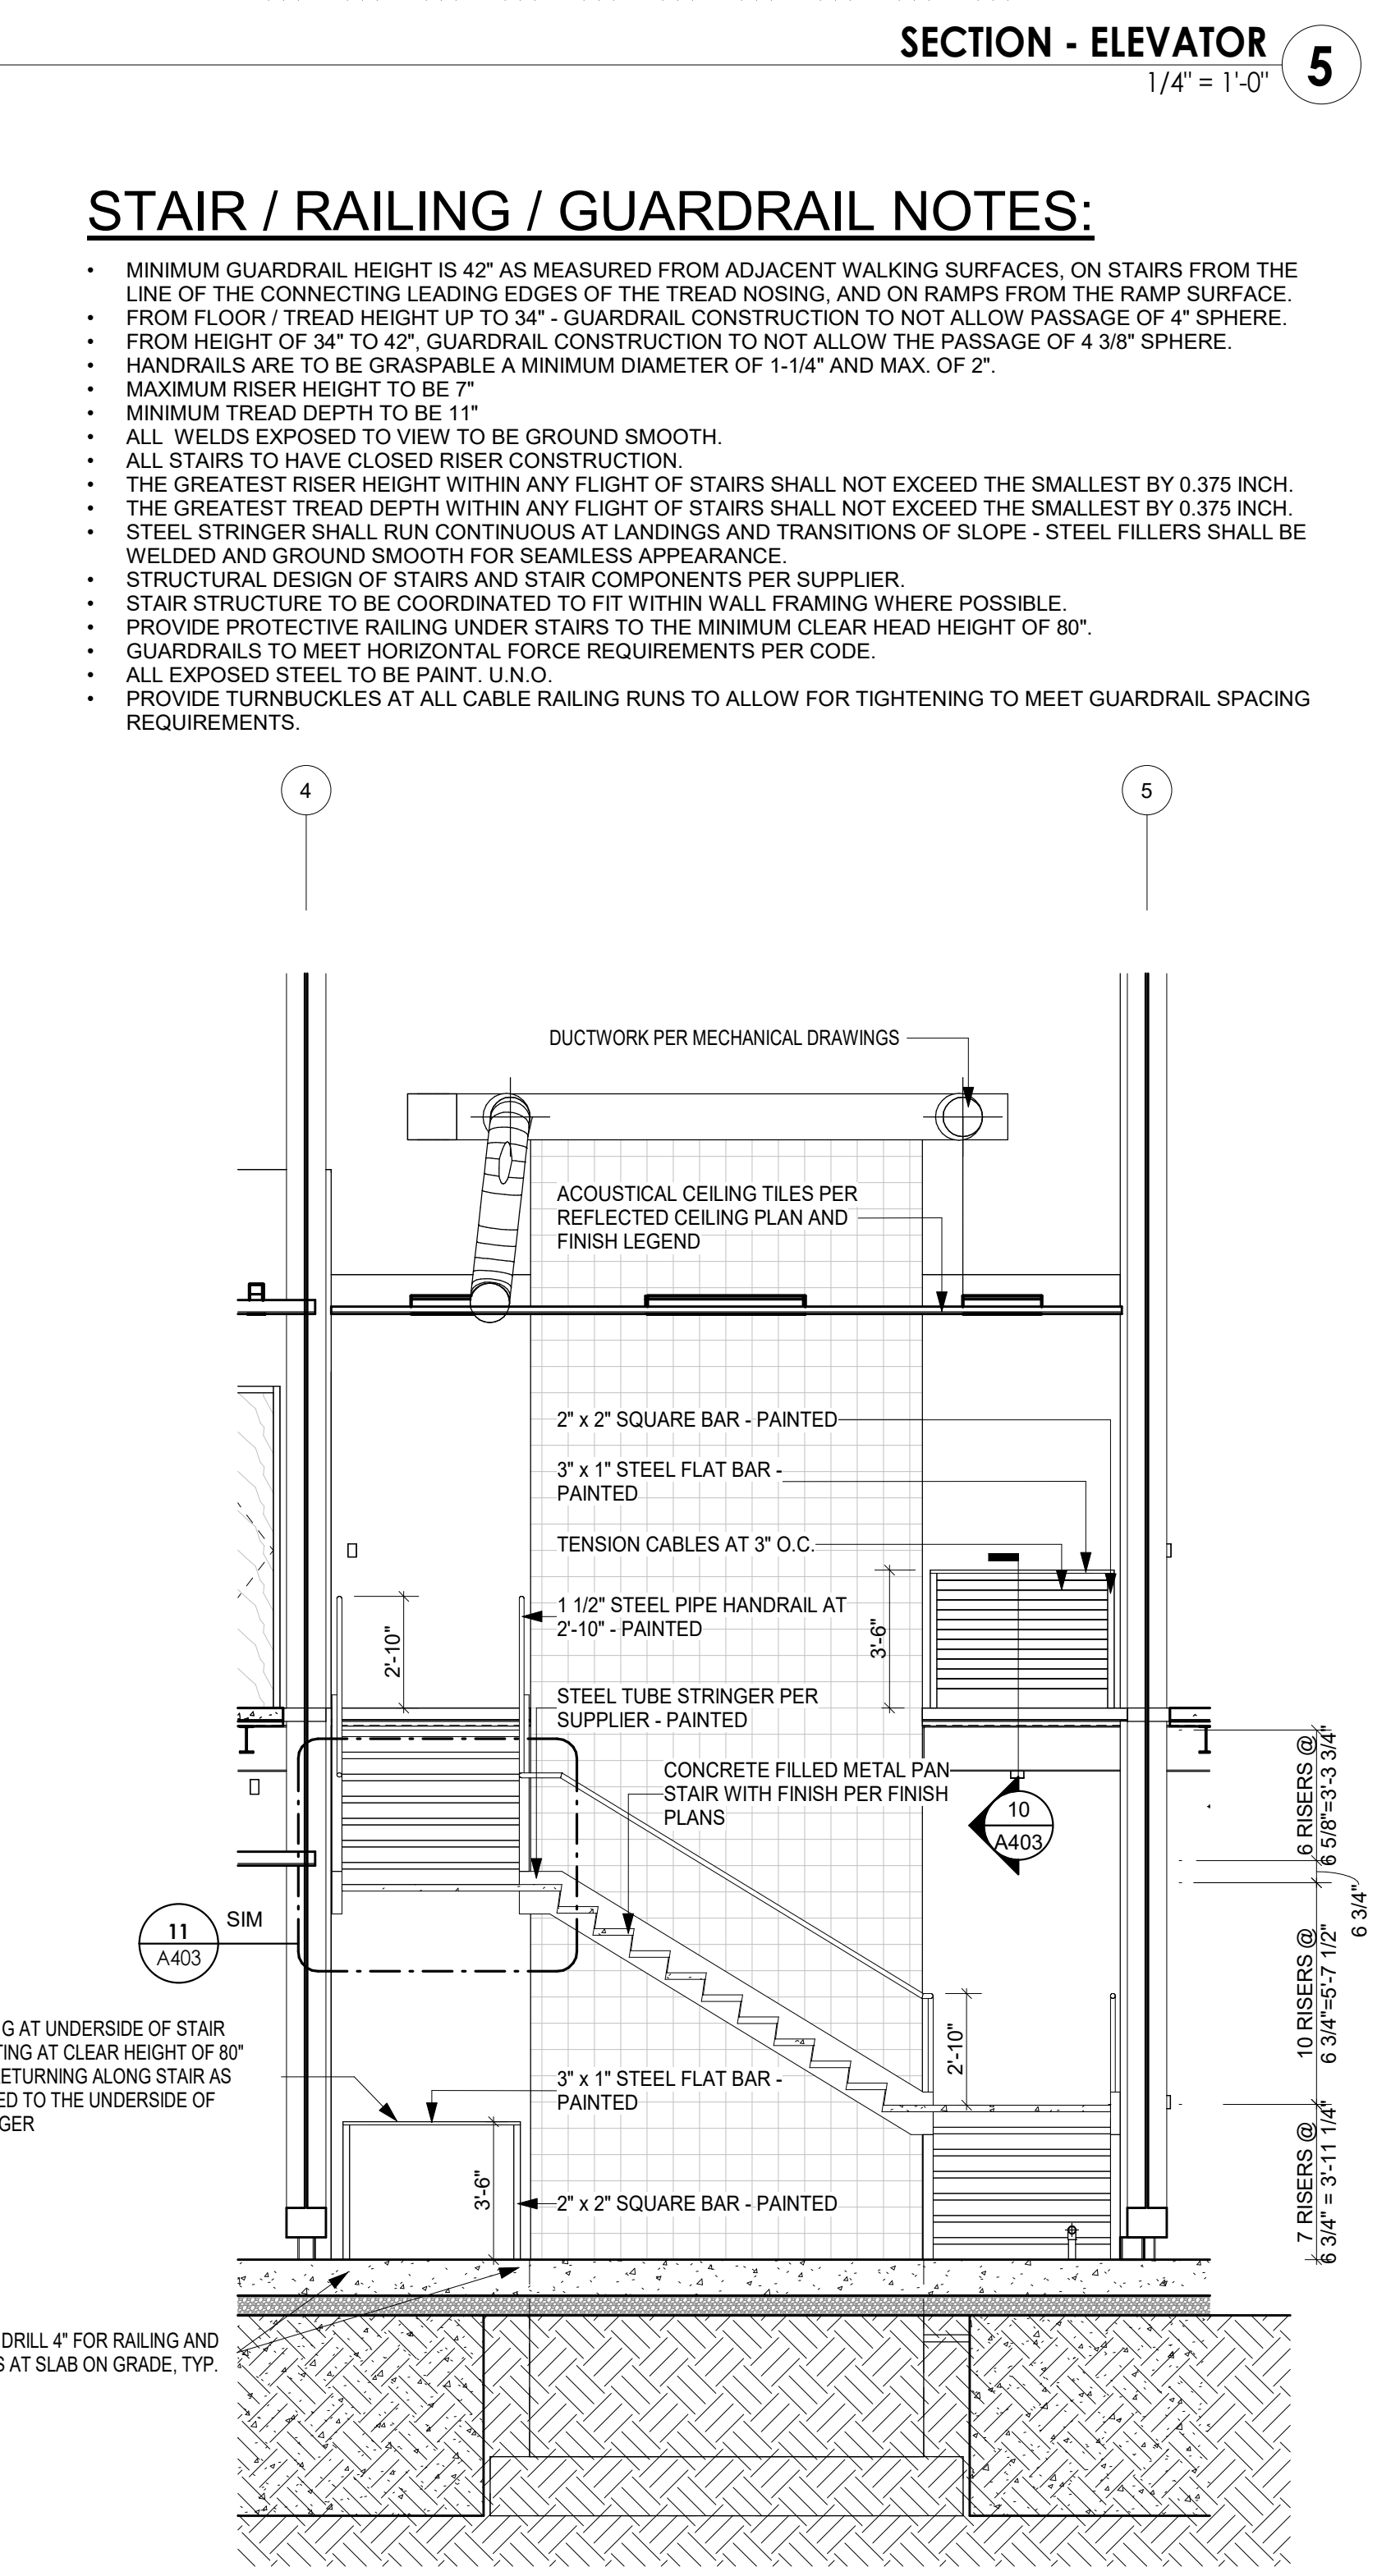 SECTION - ELEVATOR
1/4" = 1'-0"
5
STAIR / RAILING / GUARDRAIL NOTES:
• MINIMUM GUARDRAIL HEIGHT IS 42" AS MEASURED FROM ADJACENT WALKING SURFACES, ON STAIRS FROM THE
LINE OF THE CONNECTING LEADING EDGES OF THE TREAD NOSING, AND ON RAMPS FROM THE RAMP SURFACE.
• FROM FLOOR / TREAD HEIGHT UP TO 34" - GUARDRAIL CONSTRUCTION TO NOT ALLOW PASSAGE OF 4" SPHERE.
• FROM HEIGHT OF 34" TO 42", GUARDRAIL CONSTRUCTION TO NOT ALLOW THE PASSAGE OF 4 3/8" SPHERE.
• HANDRAILS ARE TO BE GRASPABLE A MINIMUM DIAMETER OF 1-1/4" AND MAX. OF 2".
• MAXIMUM RISER HEIGHT TO BE 7"
• MINIMUM TREAD DEPTH TO BE 11"
• ALL WELDS EXPOSED TO VIEW TO BE GROUND SMOOTH.
• ALL STAIRS TO HAVE CLOSED RISER CONSTRUCTION.
• THE GREATEST RISER HEIGHT WITHIN ANY FLIGHT OF STAIRS SHALL NOT EXCEED THE SMALLEST BY 0.375 INCH.
• THE GREATEST TREAD DEPTH WITHIN ANY FLIGHT OF STAIRS SHALL NOT EXCEED THE SMALLEST BY 0.375 INCH.
• STEEL STRINGER SHALL RUN CONTINUOUS AT LANDINGS AND TRANSITIONS OF SLOPE - STEEL FILLERS SHALL BE
WELDED AND GROUND SMOOTH FOR SEAMLESS APPEARANCE.
• STRUCTURAL DESIGN OF STAIRS AND STAIR COMPONENTS PER SUPPLIER.
• STAIR STRUCTURE TO BE COORDINATED TO FIT WITHIN WALL FRAMING WHERE POSSIBLE.
• PROVIDE PROTECTIVE RAILING UNDER STAIRS TO THE MINIMUM CLEAR HEAD HEIGHT OF 80".
• GUARDRAILS TO MEET HORIZONTAL FORCE REQUIREMENTS PER CODE.
• ALL EXPOSED STEEL TO BE PAINT. U.N.O.
• PROVIDE TURNBUCKLES AT ALL CABLE RAILING RUNS TO ALLOW FOR TIGHTENING TO MEET GUARDRAIL SPACING
REQUIREMENTS.
4
5
DUCTWORK PER MECHANICAL DRAWINGS
ACOUSTICAL CEILING TILES PER
REFLECTED CEILING PLAN AND
FINISH LEGEND
2" x 2" SQUARE BAR - PAINTED
3" x 1" STEEL FLAT BAR -
PAINTED
TENSION CABLES AT 3" O.C.
1 1/2" STEEL PIPE HANDRAIL AT
2'-10" - PAINTED
2'-10"
3'-6"
STEEL TUBE STRINGER PER
SUPPLIER - PAINTED
CONCRETE FILLED METAL PAN
STAIR WITH FINISH PER FINISH
PLANS
10
A403
6 RISERS @
6 5/8"=3'-3 3/4"
6 3/4"
11
A403
SIM
10 RISERS @
6 3/4"=5'-7 1/2"
G AT UNDERSIDE OF STAIR
TING AT CLEAR HEIGHT OF 80"
RETURNING ALONG STAIR AS
ED TO THE UNDERSIDE OF
GER
2'-10"
3" x 1" STEEL FLAT BAR -
PAINTED
3'-6"
2" x 2" SQUARE BAR - PAINTED
7 RISERS @
6 3/4" = 3'-11 1/4"
DRILL 4" FOR RAILING AND
S AT SLAB ON GRADE, TYP.